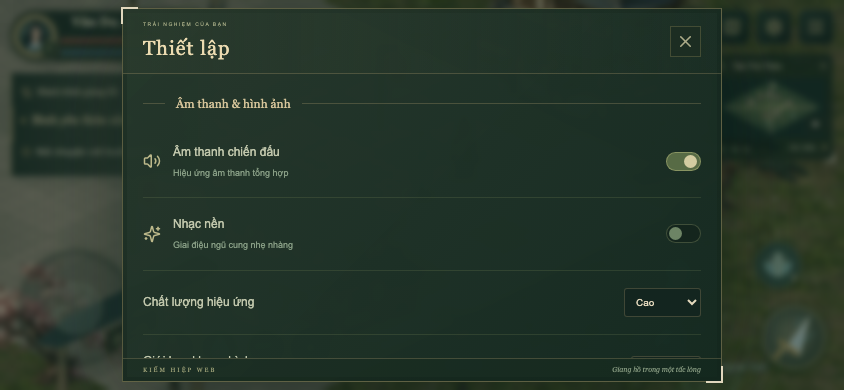 TRẢI NGHIỆM CỦA BẠN
Thiết lập
Âm thanh & hình ảnh
Âm thanh chiến đấu
Hiệu ứng âm thanh tổng hợp
Nhạc nền
Giai điệu ngũ cung nhẹ nhàng
Chất lượng hiệu ứng
Cao
KIẾM HIỆP WEB
Giang hồ trong một tấc lòng